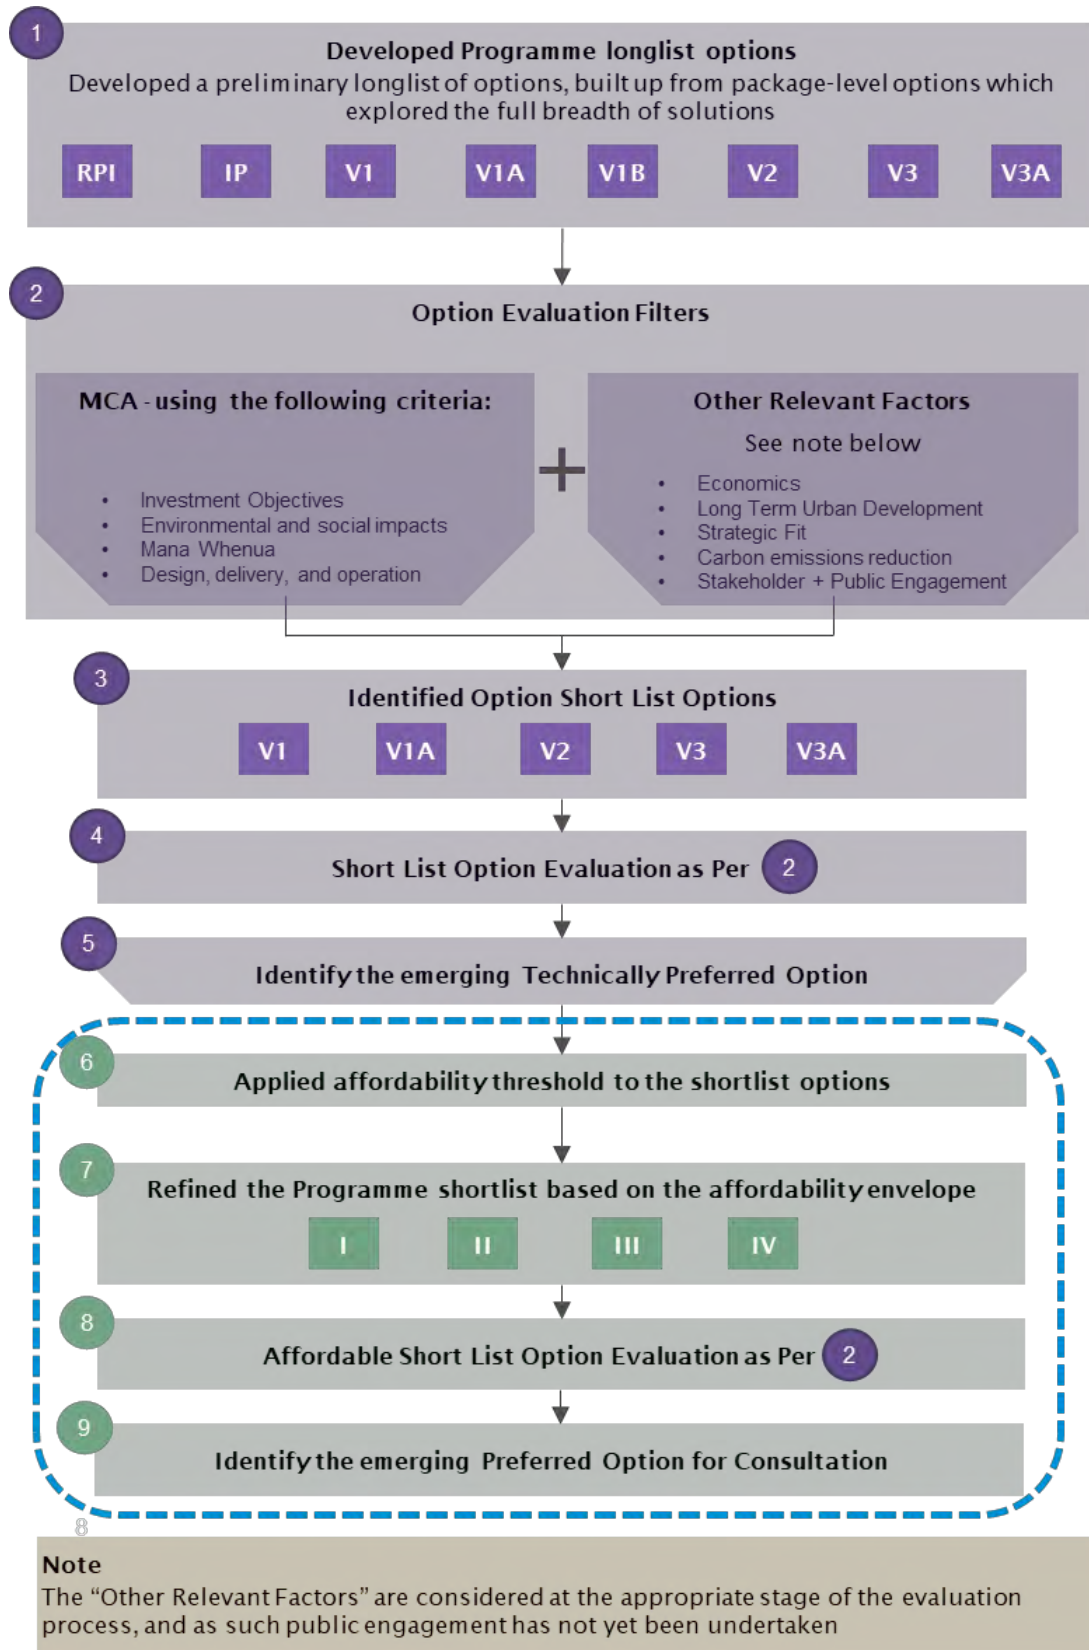 1
Developed Programme longlist options
Developed a preliminary longlist of options, built up from package-level options which
explored the full breadth of solutions
RPI IP V1 V1A V1B V2 V3 V3A
2
Option Evaluation Filters
MCA - using the following criteria:
• Investment Objectives
• Environmental and social impacts
• Mana Whenua
• Design, delivery, and operation
+
Other Relevant Factors
See note below
• Economics
• Long Term Urban Development
• Strategic Fit
• Carbon emissions reduction
• Stakeholder + Public Engagement
3
Identified Option Short List Options
V1 V1A V2 V3 V3A
4
Short List Option Evaluation as Per 2
5
Identify the emerging Technically Preferred Option
6
Applied affordability threshold to the shortlist options
7
Refined the Programme shortlist based on the affordability envelope
I II III IV
8
Affordable Short List Option Evaluation as Per 2
9
Identify the emerging Preferred Option for Consultation
8
Note
The “Other Relevant Factors” are considered at the appropriate stage of the evaluation
process, and as such public engagement has not yet been undertaken